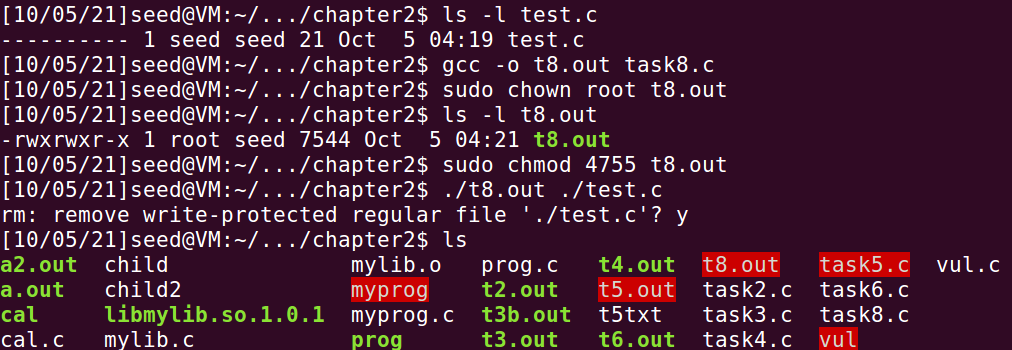 [10/05/21]seed@VM:~/.../chapter2$ ls -l test.c
---------- 1 seed seed 21 Oct  5 04:19 test.c
[10/05/21]seed@VM:~/.../chapter2$ gcc -o t8.out task8.c
[10/05/21]seed@VM:~/.../chapter2$ sudo chown root t8.out
[10/05/21]seed@VM:~/.../chapter2$ ls -l t8.out
-rwxrwxr-x 1 root seed 7544 Oct  5 04:21 t8.out
[10/05/21]seed@VM:~/.../chapter2$ sudo chmod 4755 t8.out
[10/05/21]seed@VM:~/.../chapter2$ ./t8.out ./test.c
rm: remove write-protected regular file './test.c'? y
[10/05/21]seed@VM:~/.../chapter2$ ls
a2.out  child              mylib.o   prog.c   t4.out  t8.out   task5.c  vul.c
a.out   child2             myprog    t2.out   t5.out  task2.c  task6.c
cal     libmylib.so.1.0.1  myprog.c  t3b.out  t5txt   task3.c  task8.c
cal.c   mylib.c            prog      t3.out   t6.out  task4.c  vul